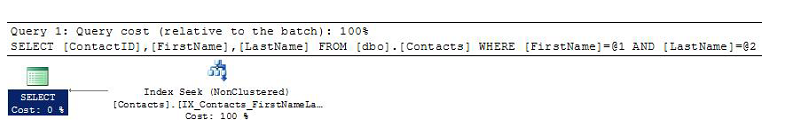 Query 1: Query cost (relative to the batch): 100%
SELECT [ContactID],[FirstName],[LastName] FROM [dbo].[Contacts] WHERE [FirstName]=@1 AND [LastName]=@2
SELECT
Cost: 0 %
Index Seek (NonClustered)
[Contacts].[IX_Contacts_FirstNameLa…
Cost: 100 %